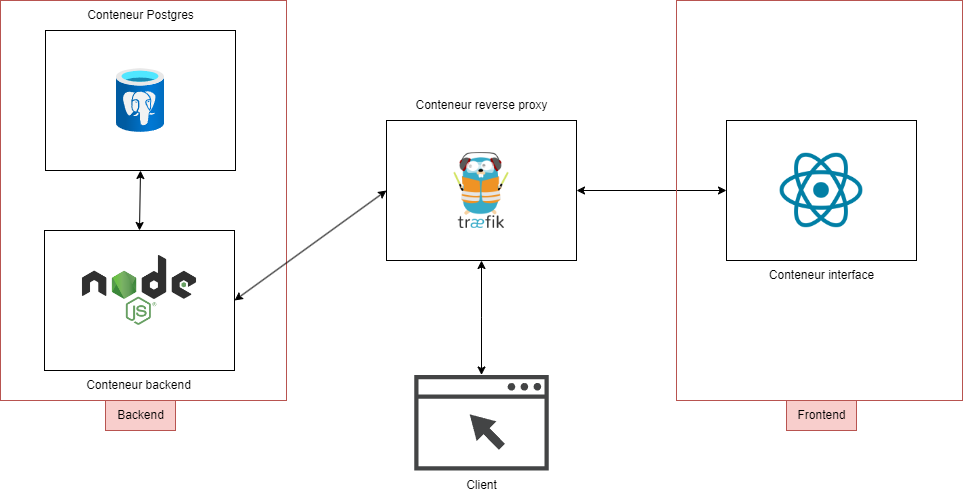 Conteneur Postgres
Conteneur reverse proxy
træfik
Conteneur interface
node
JS
Conteneur backend
Backend
Frontend
Client